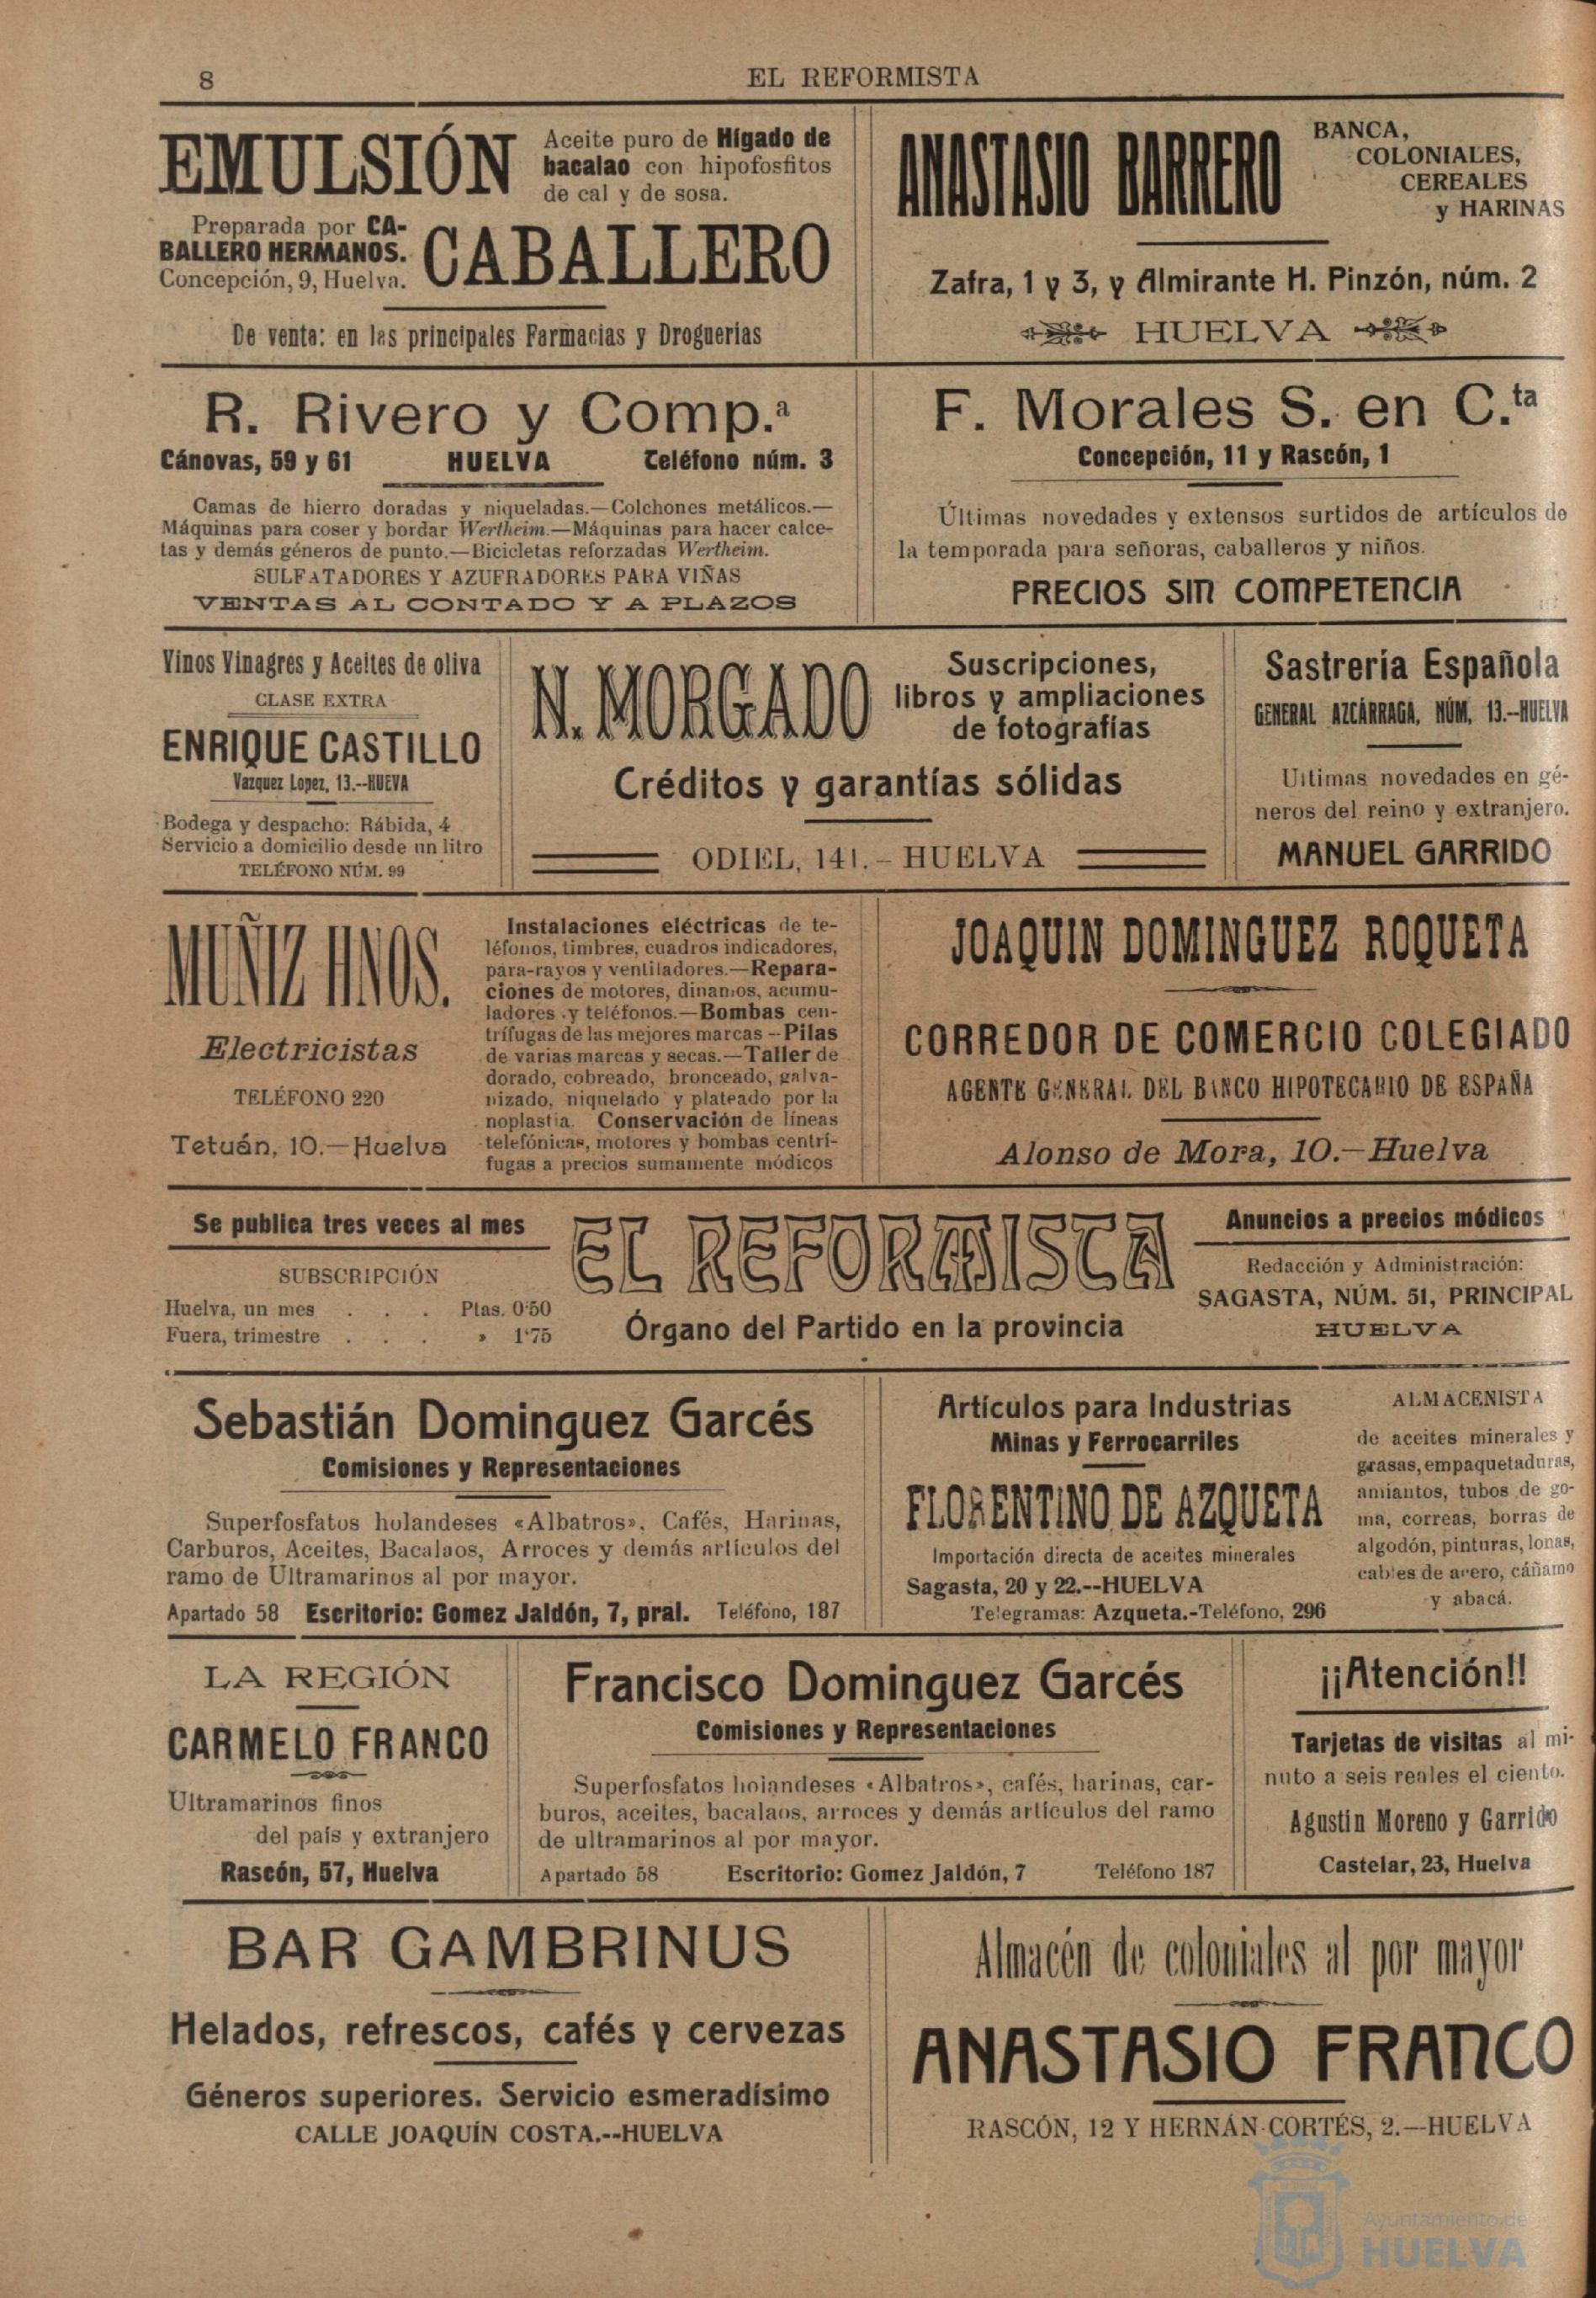 8
EL REFORMISTA
EMULSIÓN
Aceite puro de Hígado de
bacalao con hipofosfitos
de cal y de sosa.
Preparada por CA-
BALLERO HERMANOS.
Concepción, 9, Huelva.
CABALLERO
De venta: en las principales Farmacias y Droguerias
ANASTASIO BARRERO
BANCA,
COLONIALES,
CEREALES
y HARINAS
Zafra, 1 y 3, y Almirante H. Pinzón, núm. 2
HUELVA
R. Rivero y Comp.ª
Cánovas, 59 y 61 HUELVA Teléfono núm. 3
Camas de hierro doradas y niqueladas.—Colchones metálicos.—
Máquinas para coser y bordar Wertheim.—Máquinas para hacer calce-
tas y demás géneros de punto.—Bicicletas reforzadas Wertheim.
SULFATADORES Y AZUFRADORES PARA VIÑAS
VENTAS AL CONTADO Y A PLAZOS
F. Morales S. en C.ta
Concepción, 11 y Rascón, 1
Últimas novedades y extensos surtidos de artículos de
la temporada para señoras, caballeros y niños.
PRECIOS SIN COMPETENCIA
Vinos Vinagres y Aceites de oliva
CLASE EXTRA
ENRIQUE CASTILLO
Vazquez Lopez, 13.--HUEVA
Bodega y despacho: Rábida, 4
Servicio a domicilio desde un litro
TELÉFONO NÚM. 99
N. MORGADO
Suscripciones,
libros y ampliaciones
de fotografías
Créditos y garantías sólidas
ODIEL, 141.- HUELVA
Sastrería Española
GENERAL AZCÁRRAGA, NÚM, 13.--HUELVA
Ultimas novedades en gé-
neros del reino y extranjero.
MANUEL GARRIDO
MUÑIZ HNOS.
Electricistas
TELÉFONO 220
Tetuán, 10.—Huelva
Instalaciones eléctricas de te-
léfonos, timbres, cuadros indicadores,
para-rayos y ventiladores.—Repara-
ciones de motores, dinamos, acumu-
ladores y teléfonos.—Bombas cen-
trífugas de las mejores marcas -- Pilas
de varias marcas y secas.—Taller de
dorado, cobreado, bronceado, galva-
nizado, niquelado y plateado por la
noplastia. Conservación de líneas
telefónicas, motores y bombas centrí-
fugas a precios sumamente módicos
JOAQUIN DOMINGUEZ ROQUETA
CORREDOR DE COMERCIO COLEGIADO
AGENTE GENERAL DEL BANCO HIPOTECARIO DE ESPAÑA
Alonso de Mora, 10.—Huelva
Se publica tres veces al mes
SUBSCRIPCIÓN
Huelva, un mes . . . Ptas. 0'50
Fuera, trimestre . . . » 1'75
EL REFORMISTA
Órgano del Partido en la provincia
Anuncios a precios módicos
Redacción y Administración:
SAGASTA, NÚM. 51, PRINCIPAL
HUELVA
Sebastián Dominguez Garcés
Comisiones y Representaciones
Superfosfatos holandeses «Albatros», Cafés, Harinas,
Carburos, Aceites, Bacalaos, Arroces y demás artículos del
ramo de Ultramarinos al por mayor.
Apartado 58 Escritorio: Gomez Jaldón, 7, pral. Teléfono, 187
Artículos para Industrias
Minas y Ferrocarriles
FLORENTINO DE AZQUETA
Importación directa de aceites minerales
Sagasta, 20 y 22.--HUELVA
Telegramas: Azqueta.-Teléfono, 296
ALMACENISTA
de aceites minerales y
grasas, empaquetaduras,
amiantos, tubos de go-
ma, correas, borras de
algodón, pinturas, lonas,
cables de acero, cáñamo
y abacá.
LA REGIÓN
CARMELO FRANCO
Ultramarinos finos
del país y extranjero
Rascón, 57, Huelva
Francisco Dominguez Garcés
Comisiones y Representaciones
Superfosfatos hoiandeses «Albatros», cafés, harinas, car-
buros, aceites, bacalaos, arroces y demás artículos del ramo
de ultramarinos al por mayor.
Apartado 58 Escritorio: Gomez Jaldón, 7 Teléfono 187
¡¡Atención!!
Tarjetas de visitas al mi-
nuto a seis reales el ciento.
Agustin Moreno y Garrido
Castelar, 23, Huelva
BAR GAMBRINUS
Helados, refrescos, cafés y cervezas
Géneros superiores. Servicio esmeradísimo
CALLE JOAQUÍN COSTA.--HUELVA
Almacén de coloniales al por mayor
ANASTASIO FRANCO
RASCÓN, 12 Y HERNÁN-CORTÉS, 2.—HUELVA
Ayuntamiento de
HUELVA